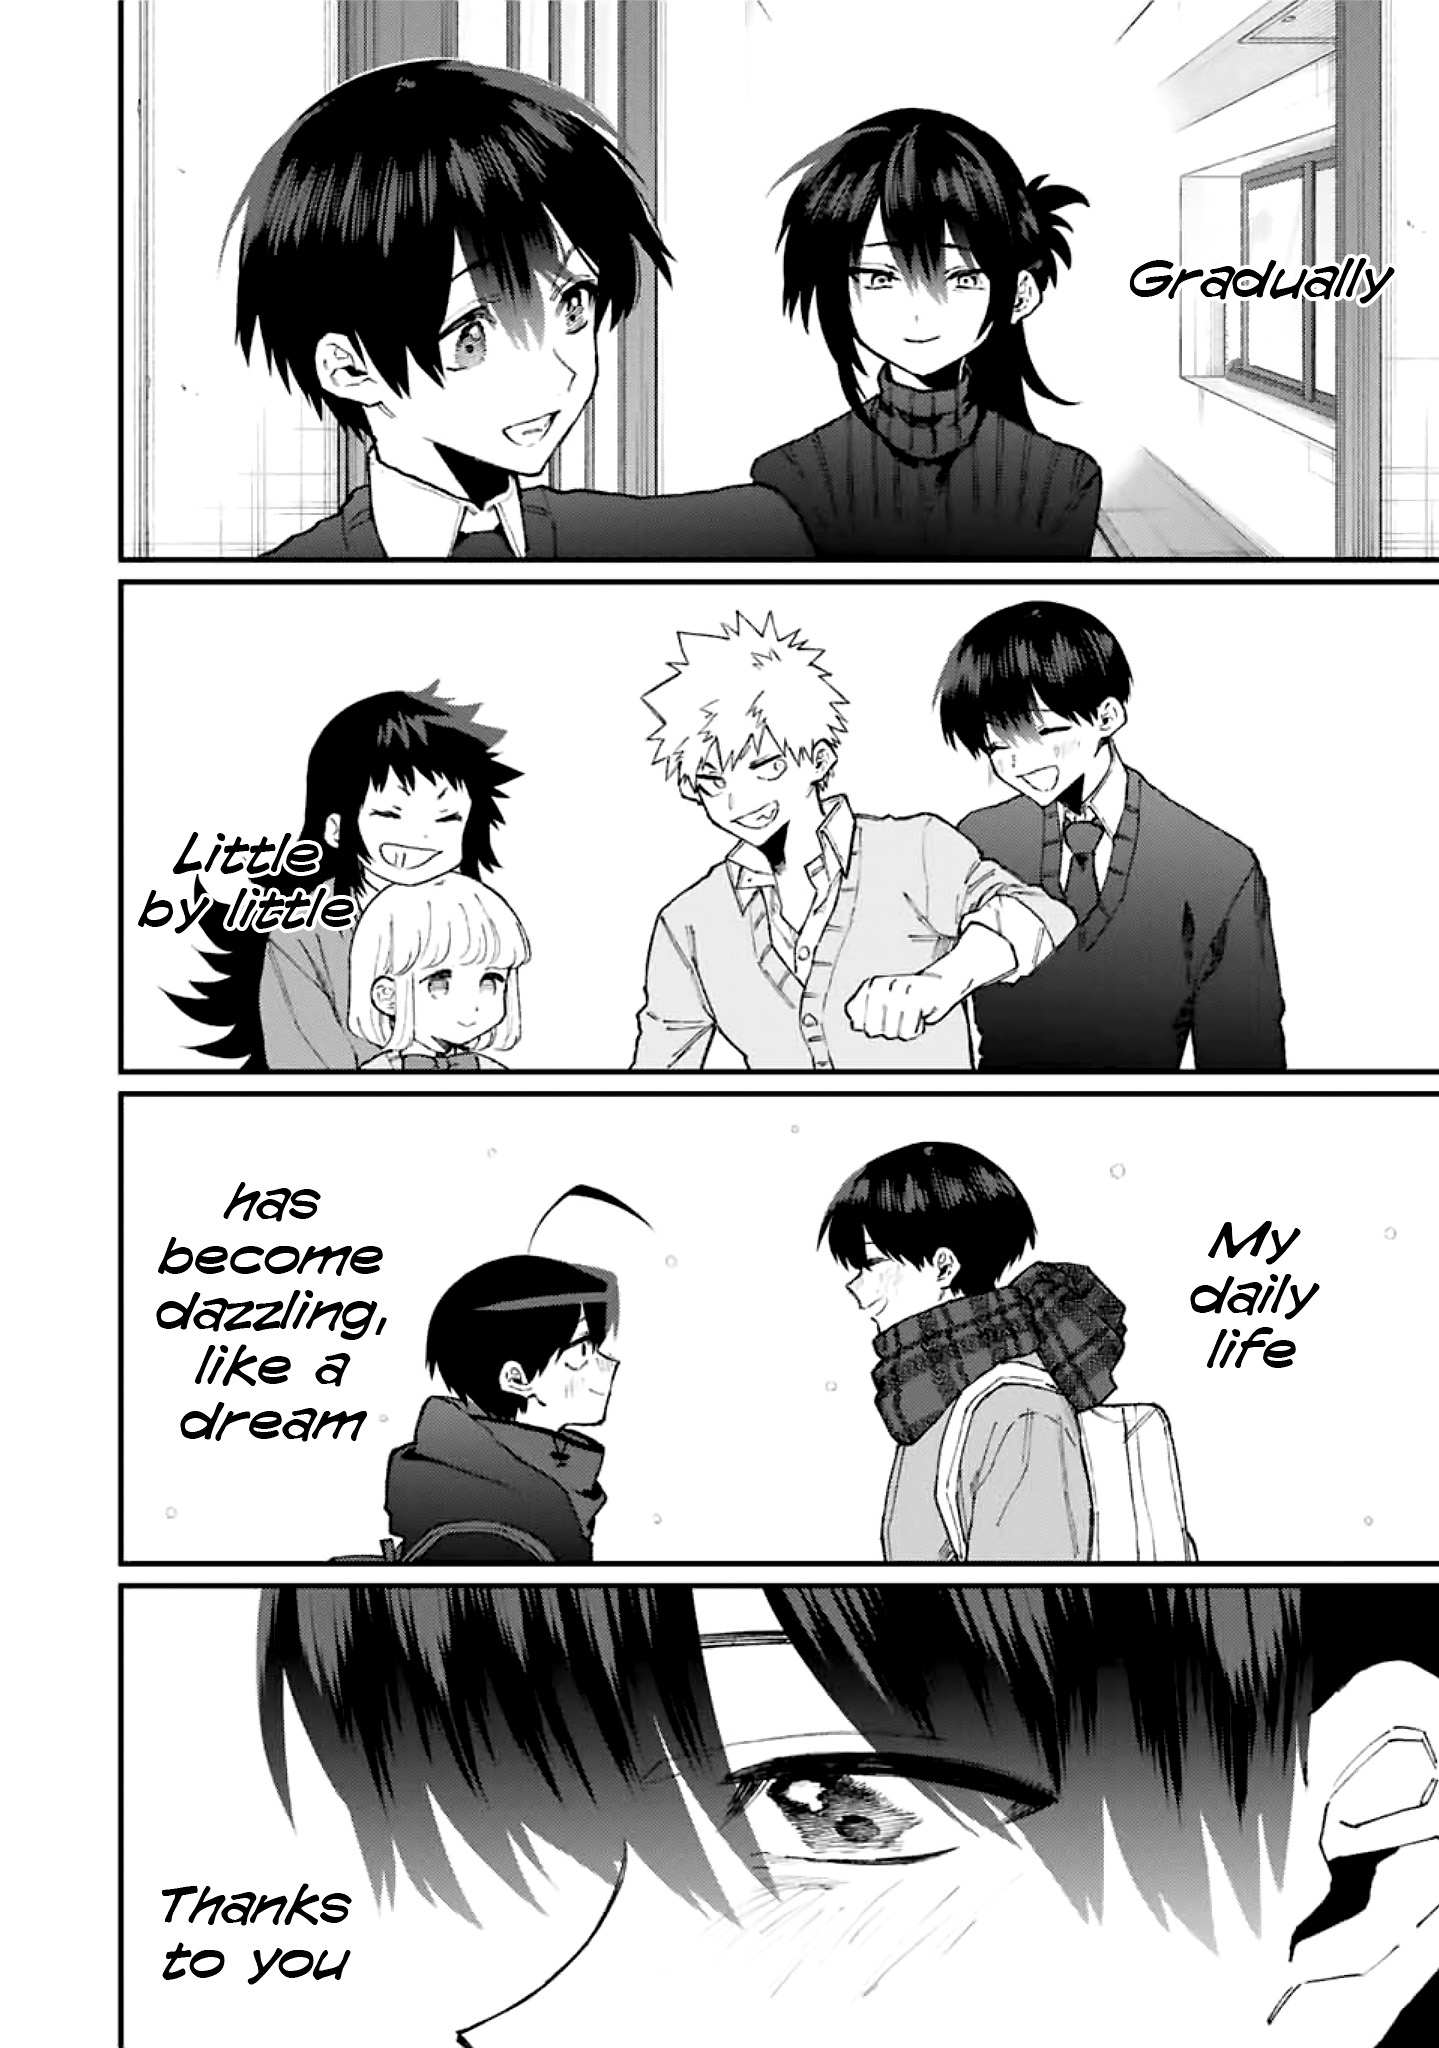 Gradually
Little
by little
My
daily
life
has
become
dazzling,
like a
dream
Thanks
to you